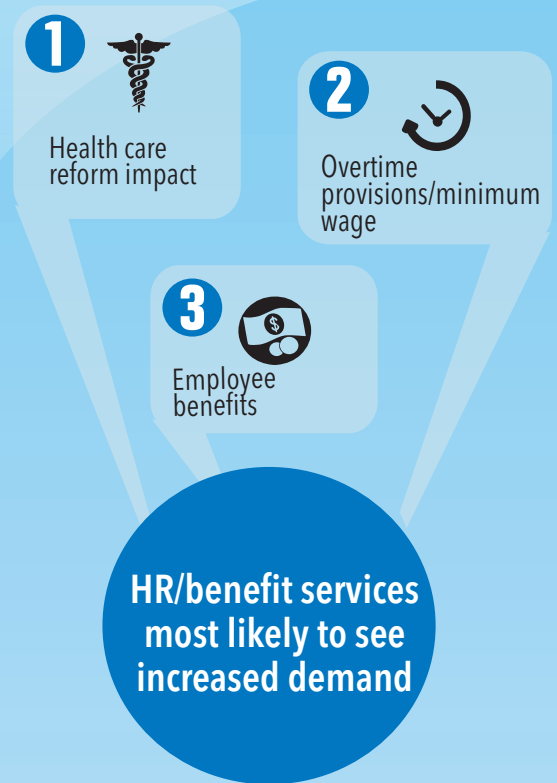 1
Health care
reform impact
2
Overtime
provisions/minimum
wage
3
$
Employee
benefits
HR/benefit services
most likely to see
increased demand